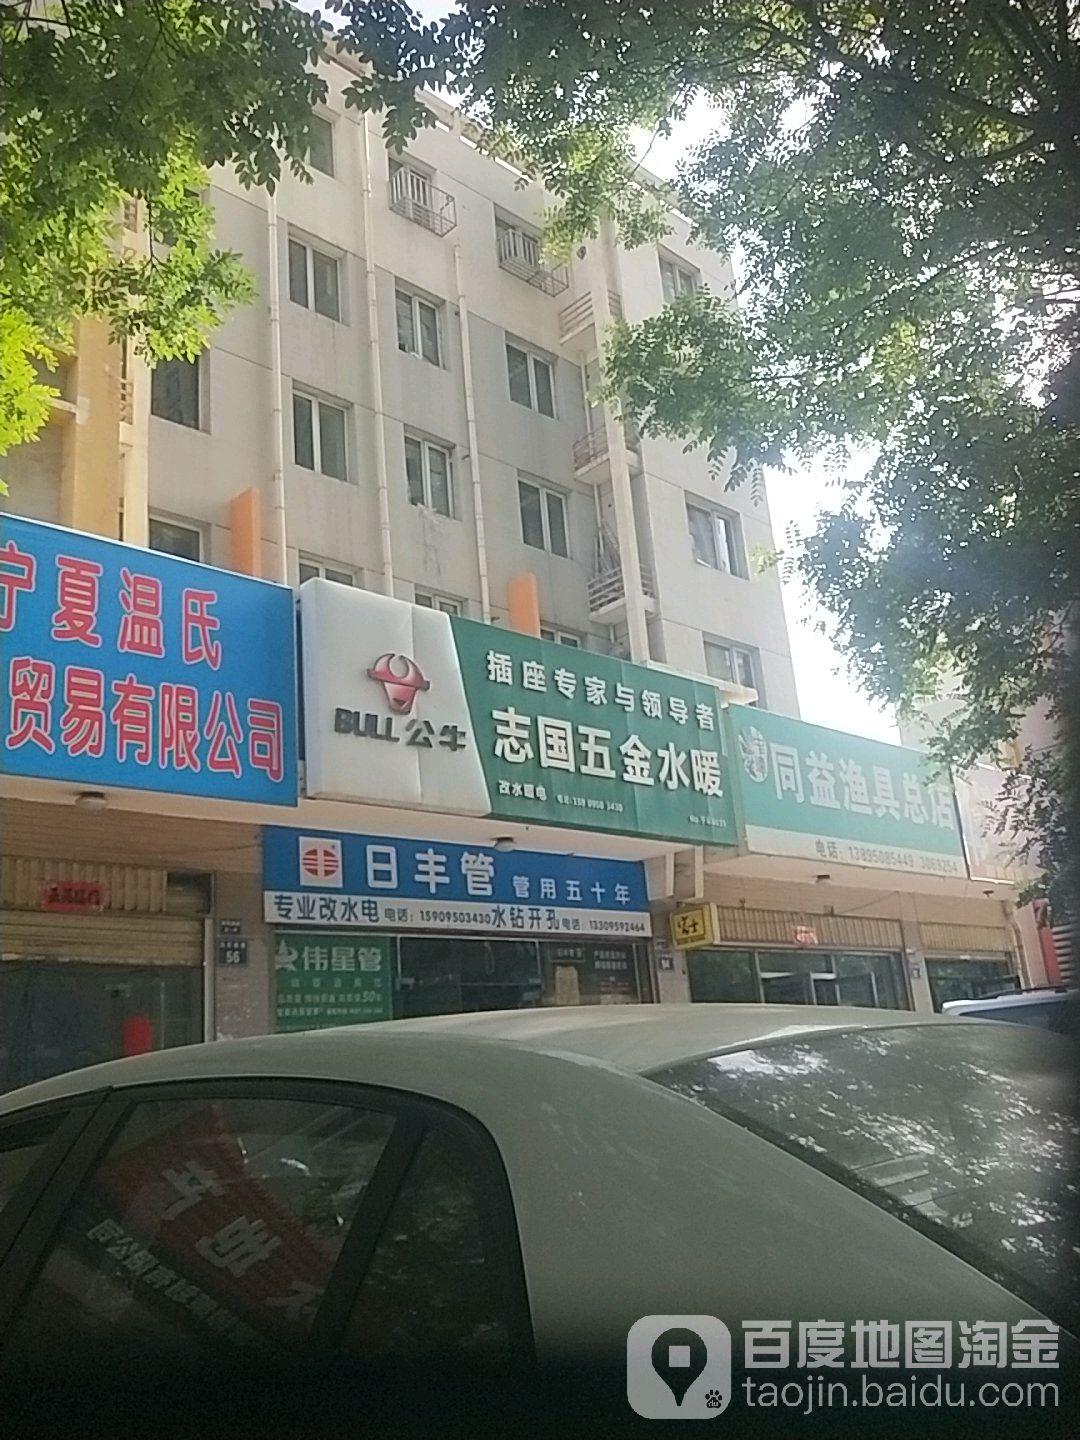 宁夏温氏
贸易有限公司
BULL 公牛
插座专家与领导者
志国五金水暖
改水暖电
同益渔具总店
电话：13895085449 3069254
日丰管 管用五十年
专业改水电 电话：15909503430 水钻开孔 电话：13309592464
伟星管
56
百度地图淘金
taojin.baidu.com